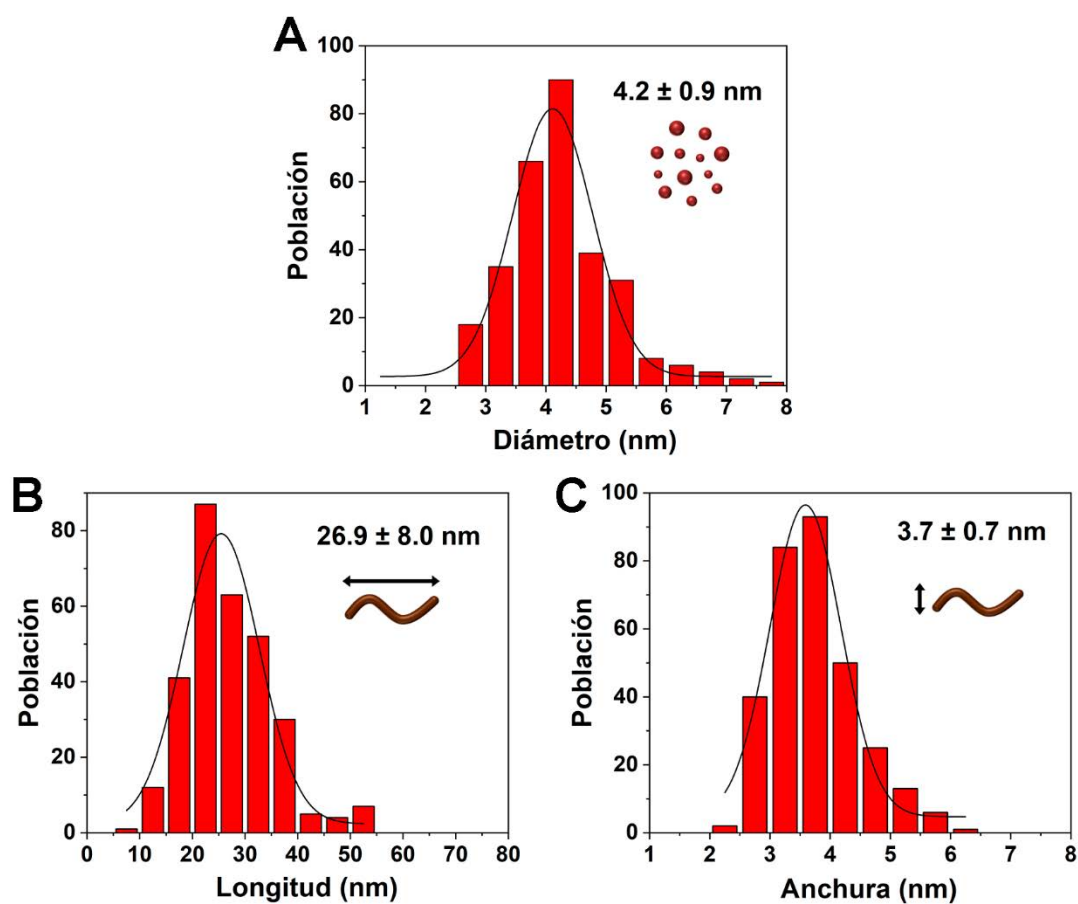 A
4.2 ± 0.9 nm
Población
100
80
60
40
20
0
1 2 3 4 5 6 7 8
Diámetro (nm)
B
26.9 ± 8.0 nm
Población
80
60
40
20
0
0 10 20 30 40 50 60 70 80
Longitud (nm)
C
3.7 ± 0.7 nm
Población
100
80
60
40
20
0
1 2 3 4 5 6 7 8
Anchura (nm)